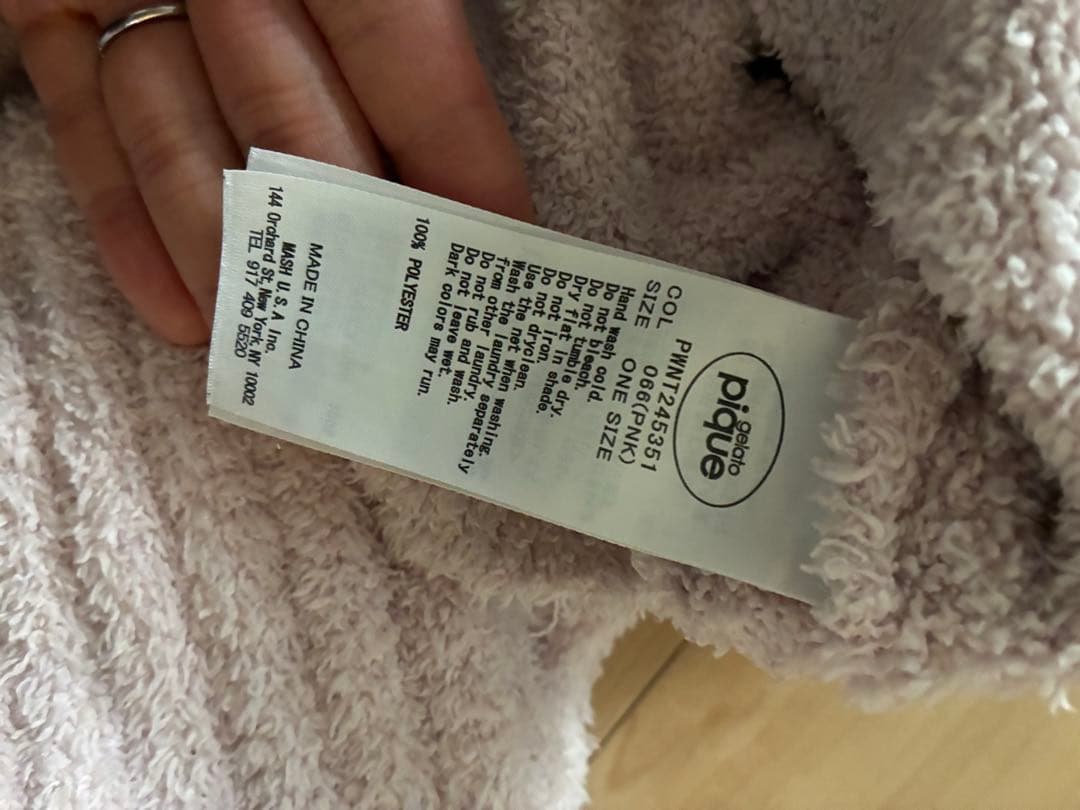 gelato
pique
PWNT245351
COL 066(PNK)
SIZE ONE SIZE
Hand wash cold.
Do not bleach.
Do not tumble dry.
Dry flat in shade.
Do not iron.
Do not dryclean.
Use the net when washing.
Wash the laundry separately
from other laundry.
Do not rub and wash.
Do not leave wet.
Dark colors may run.
100% POLYESTER
MADE IN CHINA
MASH U.S.A Inc.
144 Orchard St, New York, NY 10002
TEL 917 409 5520